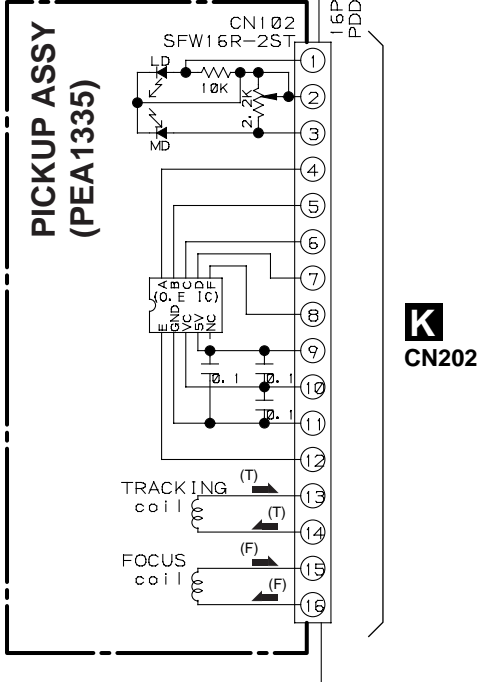 16P
PDD
CN102
SFW16R-2ST
PICKUP ASSY
(PEA1335)
LD
10K
2.2K
MD
1
2
3
4
5
6
7
8
9
10
11
12
13
14
15
16
A
B
C
D
F
(O.E IC)
E
GND
VC
5V
NC
0.1
0.1
0.1
K
CN202
TRACKING
coil
(T)
(T)
FOCUS
coil
(F)
(F)